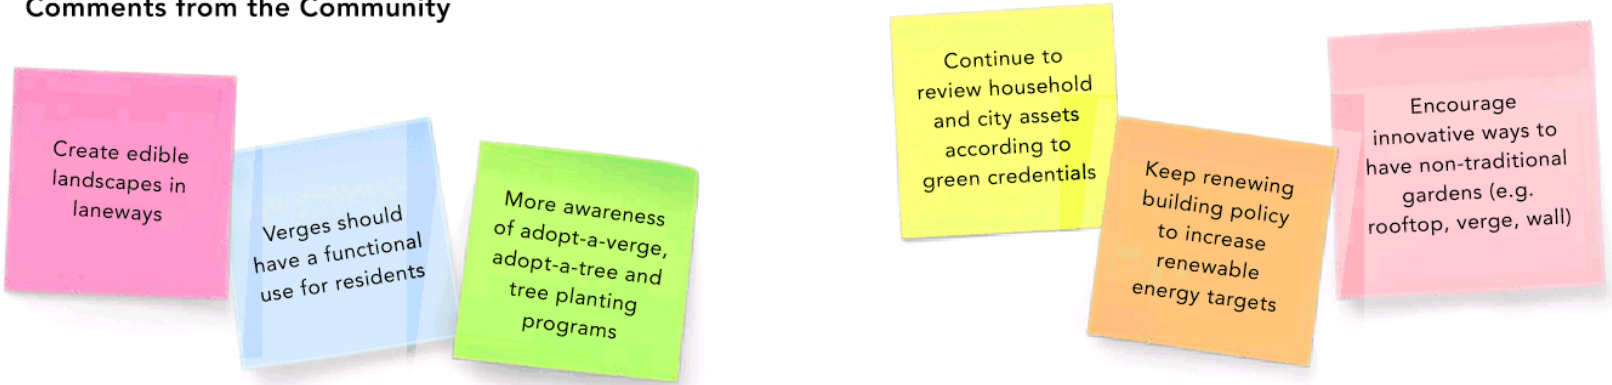 Comments from the Community
Create edible
landscapes in
laneways
Verges should
have a functional
use for residents
More awareness
of adopt-a-verge,
adopt-a-tree and
tree planting
programs
Continue to
review household
and city assets
according to
green credentials
Keep renewing
building policy
to increase
renewable
energy targets
Encourage
innovative ways to
have non-traditional
gardens (e.g.
rooftop, verge, wall)